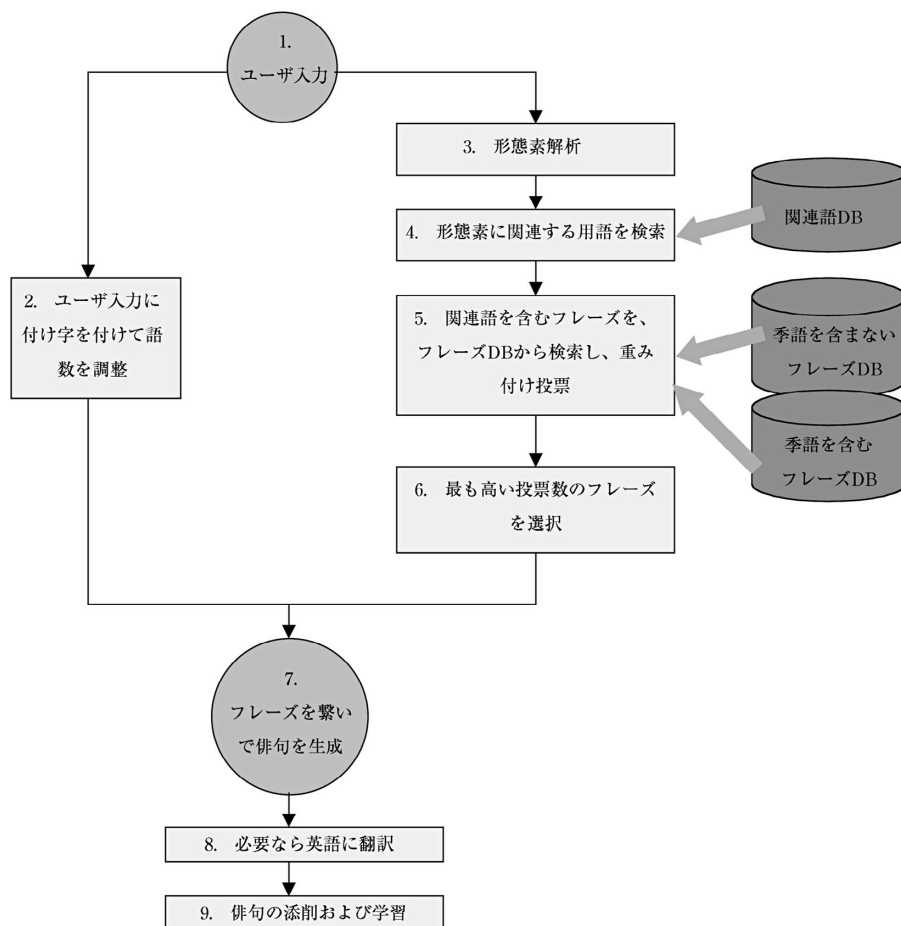 1.
ユーザ入力
3. 形態素解析
関連語DB
4. 形態素に関連する用語を検索
2. ユーザ入力に
付け字を付けて語
数を調整
5. 関連語を含むフレーズを、
フレーズDBから検索し、重み
付け投票
季語を含まない
フレーズDB
季語を含む
フレーズDB
6. 最も高い投票数のフレーズ
を選択
7.
フレーズを繋い
で俳句を生成
8. 必要なら英語に翻訳
9. 俳句の添削および学習